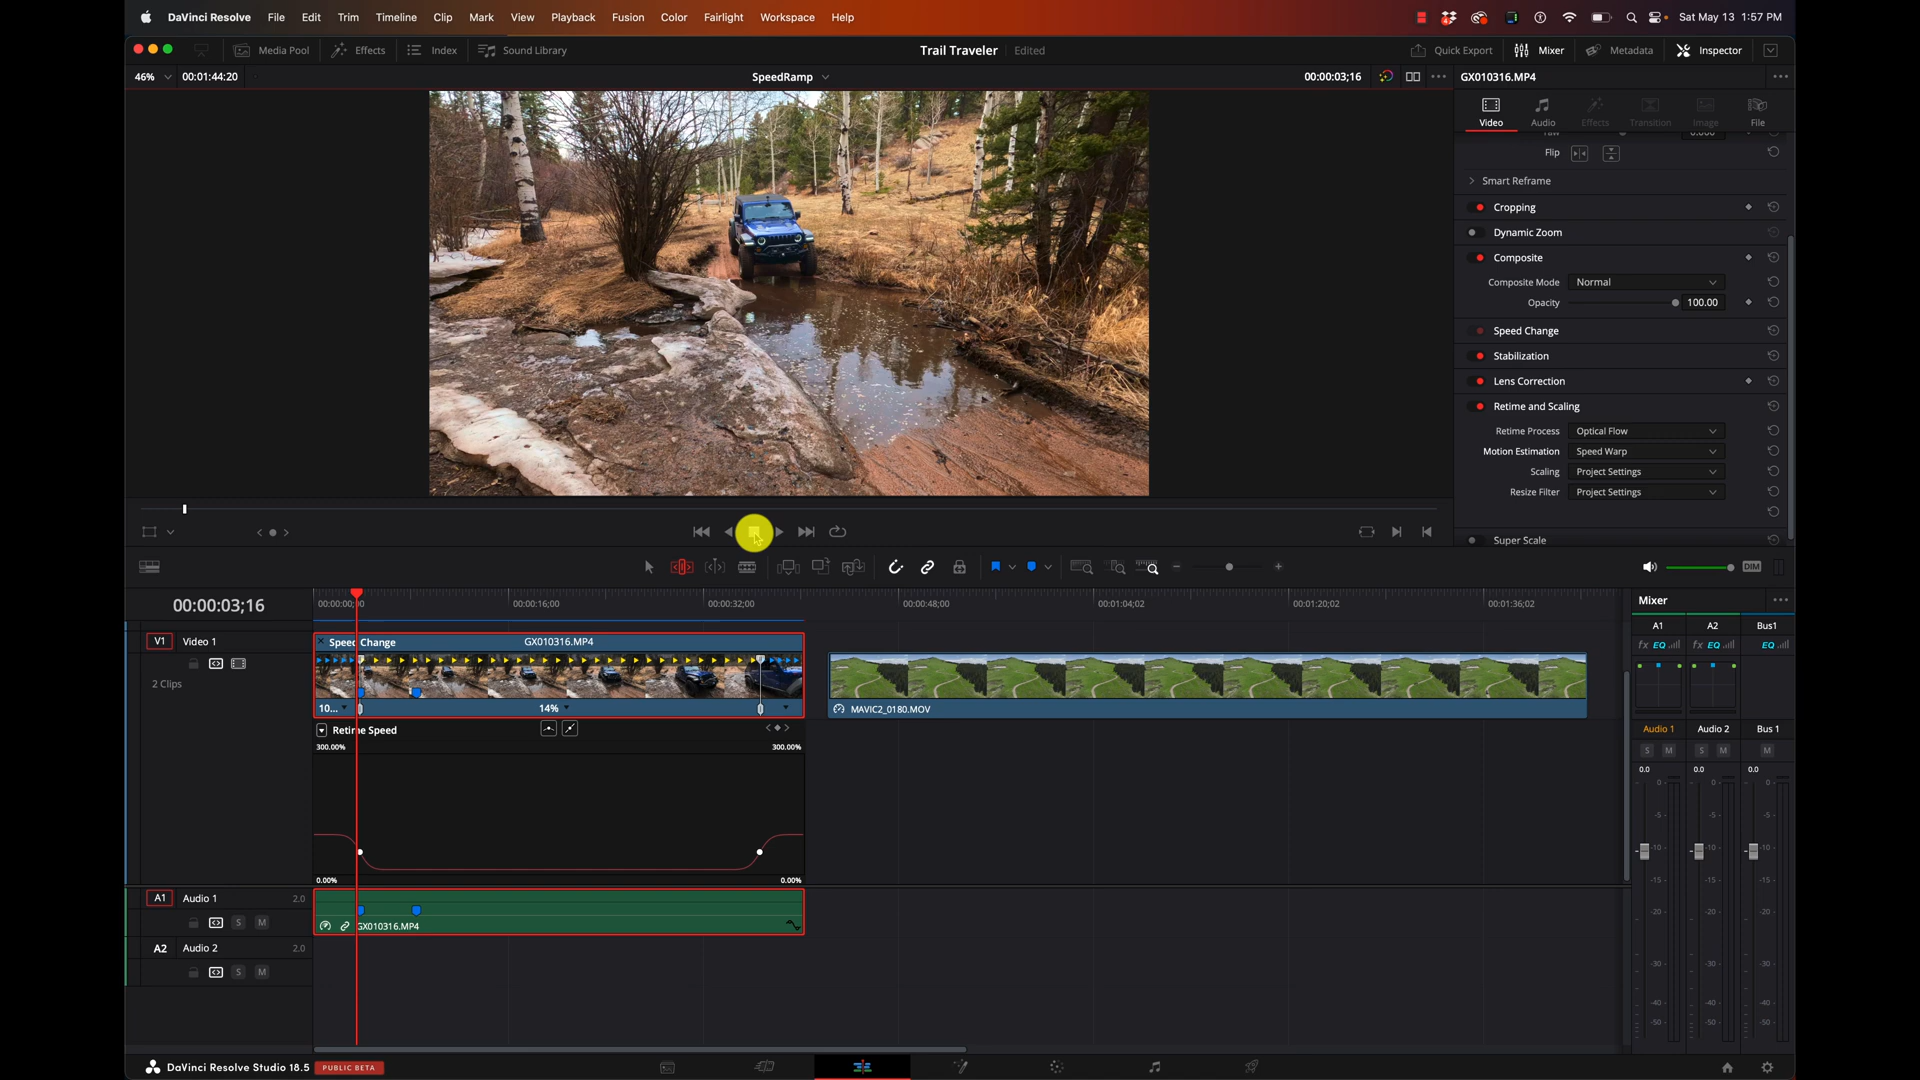 DaVinci Resolve File Edit Trim Timeline Clip Mark View Playback Fusion Color Fairlight Workspace Help
Sat May 13 1:57 PM
Media Pool Effects Index Sound Library
Trail Traveler Edited
Quick Export Mixer Metadata Inspector
46% 00:01:44:20
SpeedRamp
00:00:03;16
GX010316.MP4
Video Audio Effects Transition Image File
0.000
Flip
Smart Reframe
Cropping
Dynamic Zoom
Composite
Composite Mode Normal
Opacity 100.00
Speed Change
Stabilization
Lens Correction
Retime and Scaling
Retime Process Optical Flow
Motion Estimation Speed Warp
Scaling Project Settings
Resize Filter Project Settings
Super Scale
DIM
00:00:03;16
00:00:00;00 00:00:16;00 00:00:32;00 00:00:48;00 00:01:04;02 00:01:20;02 00:01:36;02
V1 Video 1
2 Clips
Speed Change GX010316.MP4
10... 14%
MAVIC2_0180.MOV
Retime Speed
300.00% 300.00%
0.00% 0.00%
A1 Audio 1 2.0
S M
GX010316.MP4
A2 Audio 2 2.0
S M
Mixer
A1 A2 Bus1
fx EQ fx EQ EQ
Audio 1 Audio 2 Bus 1
S M S M M
0.0 0.0 0.0
0 0 0
-5 -5 -5
-10 -10 -10
-15 -15 -15
-20 -20 -20
-30 -30 -30
-40 -40 -40
-50 -50 -50
DaVinci Resolve Studio 18.5 PUBLIC BETA